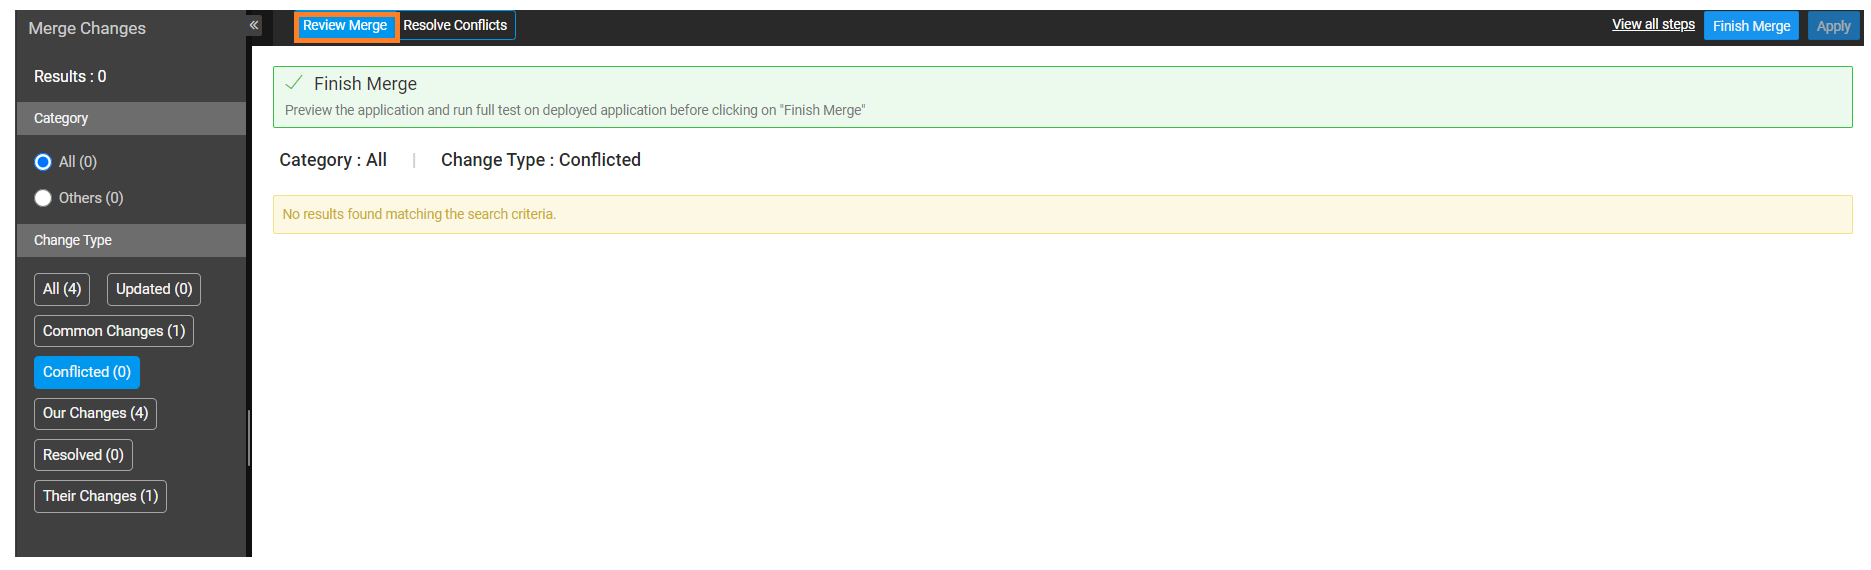 Merge Changes
«
Review Merge
Resolve Conflicts
View all steps
Finish Merge
Apply
Results : 0
Category
All (0)
Others (0)
Change Type
All (4)
Updated (0)
Common Changes (1)
Conflicted (0)
Our Changes (4)
Resolved (0)
Their Changes (1)
Finish Merge
Preview the application and run full test on deployed application before clicking on "Finish Merge"
Category : All | Change Type : Conflicted
No results found matching the search criteria.